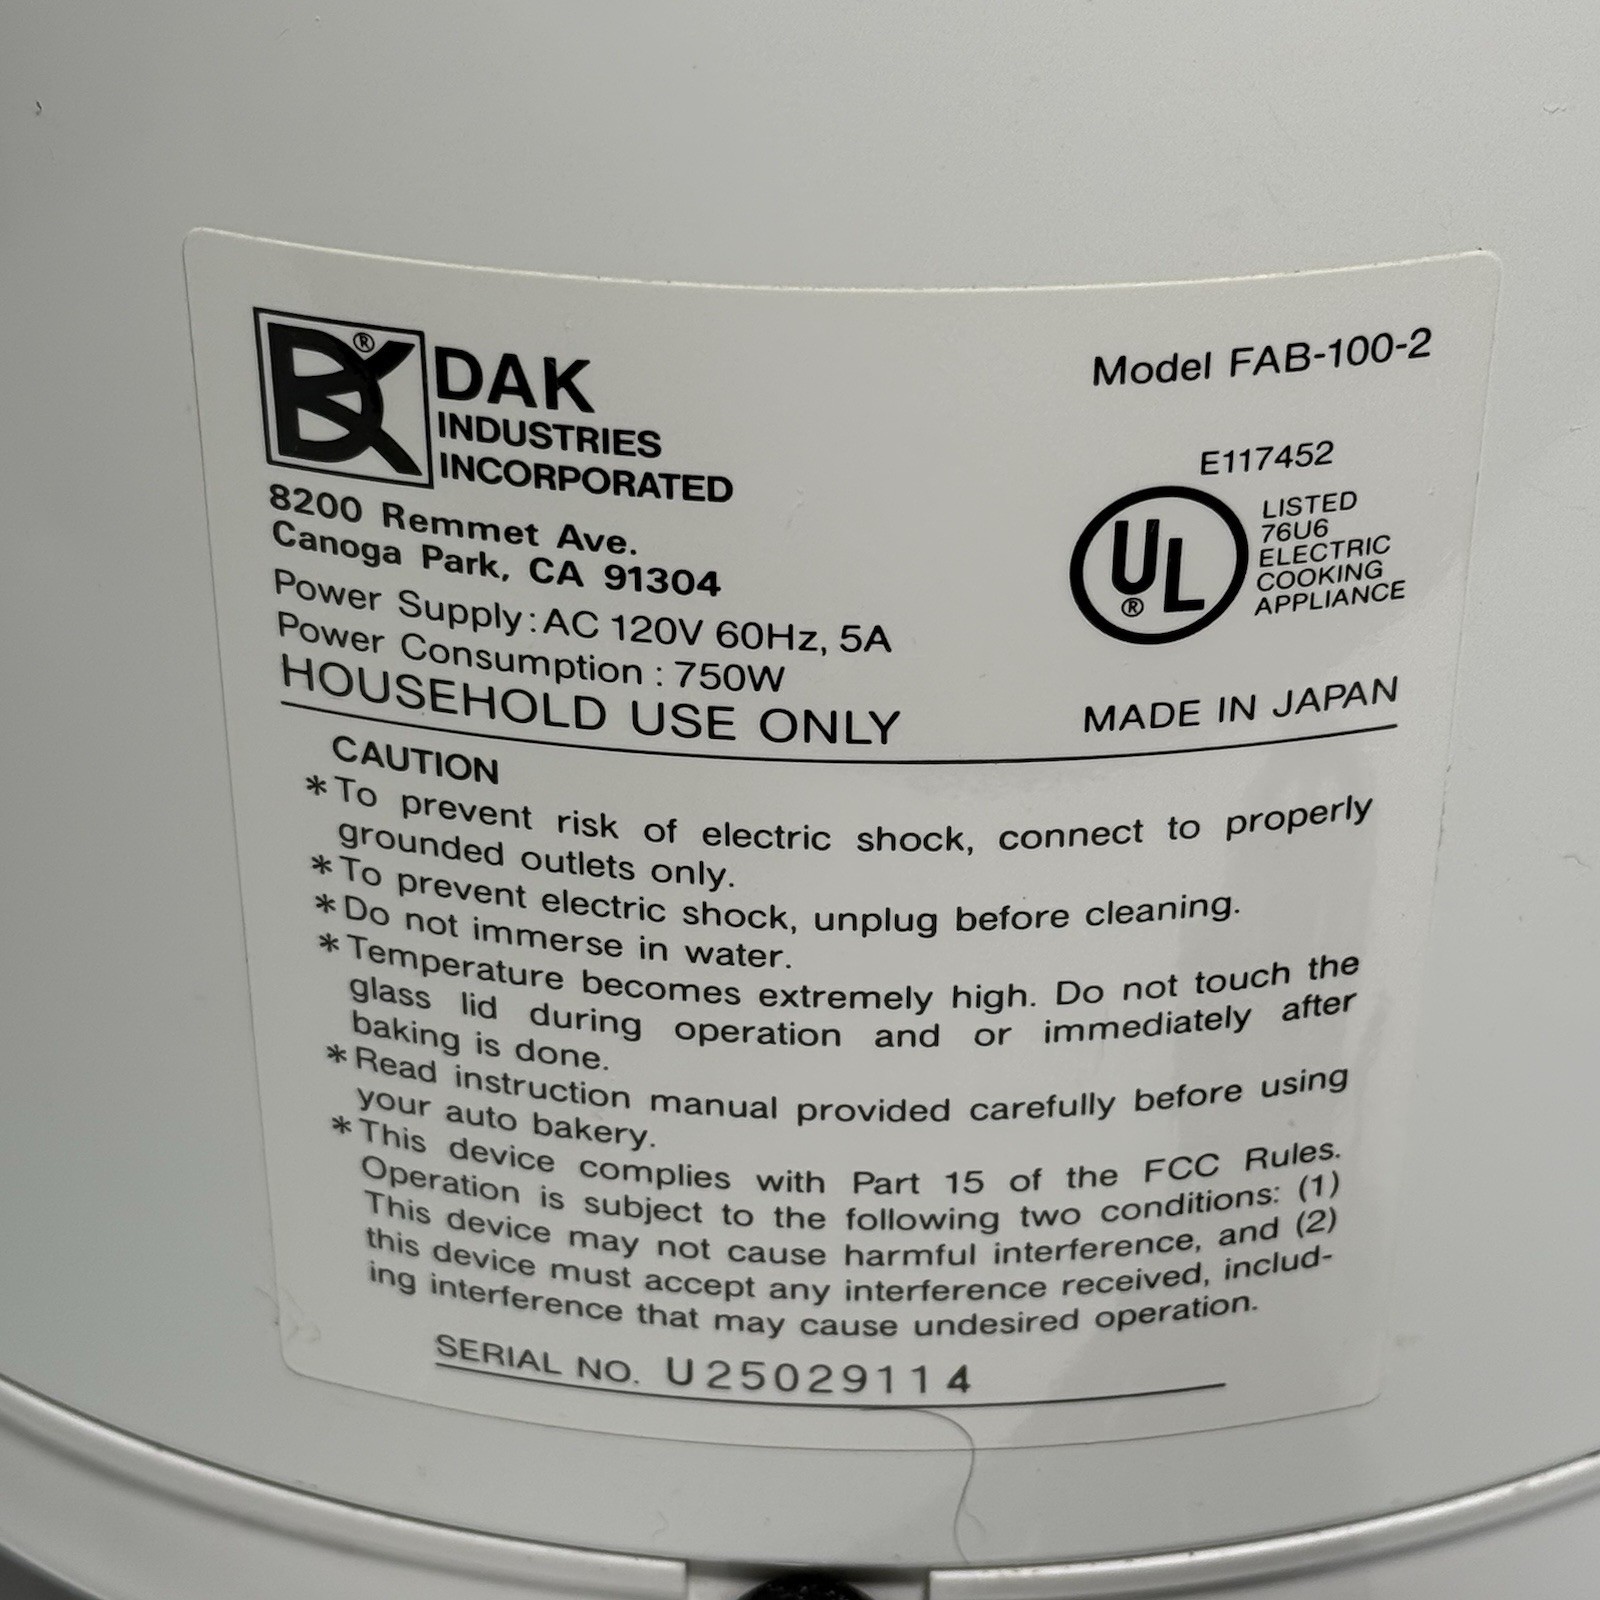 DAK
INDUSTRIES
INCORPORATED
8200 Remmet Ave.
Canoga Park, CA 91304
Power Supply: AC 120V 60Hz, 5A
Power Consumption : 750W
HOUSEHOLD USE ONLY
Model FAB-100-2
E117452
UL
®
LISTED
76U6
ELECTRIC
COOKING
APPLIANCE
MADE IN JAPAN
CAUTION
*To prevent risk of electric shock, connect to properly
grounded outlets only.
*To prevent electric shock, unplug before cleaning.
*Do not immerse in water.
*Temperature becomes extremely high. Do not touch the
glass lid during operation and or immediately after
baking is done.
*Read instruction manual provided carefully before using
your auto bakery.
*This device complies with Part 15 of the FCC Rules.
Operation is subject to the following two conditions: (1)
This device may not cause harmful interference, and (2)
this device must accept any interference received, includ-
ing interference that may cause undesired operation.
SERIAL NO. U25029114